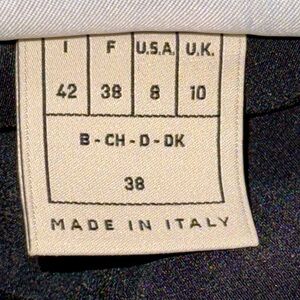 I F U.S.A. U.K.
42 38 8 10
B - CH - D - DK
38
MADE IN ITALY